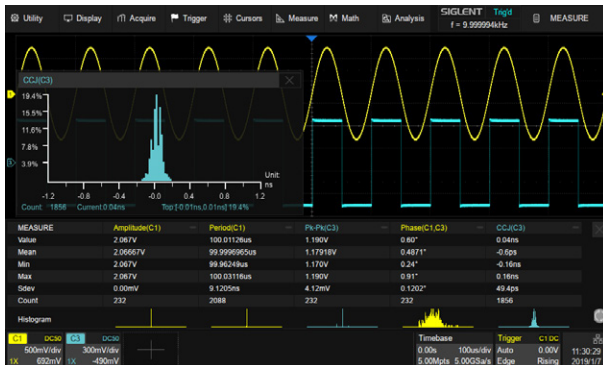 Utility Display Acquire Trigger Cursors Measure Math Analysis SIGLENT Trig'd MEASURE
f = 9.999994kHz
CCJ(C3)
19.4%
15.5%
11.6%
7.8%
3.9%
Unit:
ns
-1.2 -0.8 -0.4 -0.0 0.4 0.8 1.2
Count 1856 Current 0.04ns Top [-0.01ns,0.01ns] 19.4%
MEASURE Amplitude(C1) Period(C1) Pk-Pk(C3) Phase(C1,C3) CCJ(C3)
Value 2.067V 100.01126us 1.190V 0.60° 0.04ns
Mean 2.06667V 99.9996965us 1.17918V 0.4871° -0.6ps
Min 2.067V 99.96249us 1.170V 0.24° -0.16ns
Max 2.067V 100.03116us 1.190V 0.91° 0.16ns
Sdev 0.00mV 9.1205ns 4.12mV 0.1202° 49.4ps
Count 232 2088 232 232 1856
Histogram
C1 DC50 C3 DC50 Timebase Trigger C1 DC
500mV/div 300mV/div 0.00s 100us/div Auto 0.00V 11:30:29
1X 692mV 1X -490mV 5.00Mpts 5.00GSa/s Edge Rising 2019/1/7